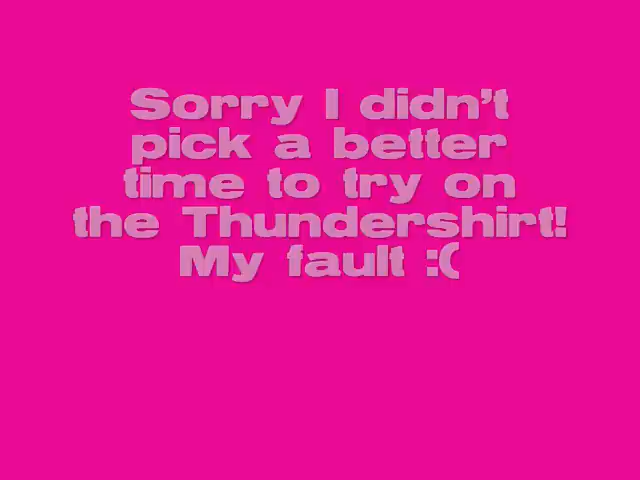 Sorry I didn't
pick a better
time to try on
the Thundershirt!
My fault :(